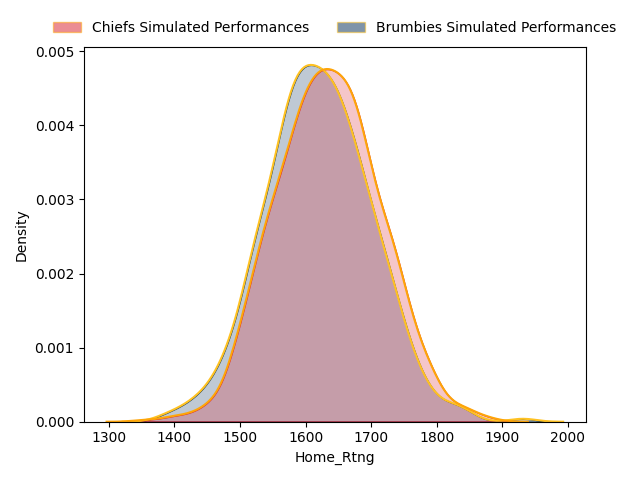 Chiefs Simulated Performances
Brumbies Simulated Performances
0.005
0.004
0.003
0.002
0.001
0.000
Density
1300 1400 1500 1600 1700 1800 1900 2000
Home_Rtng